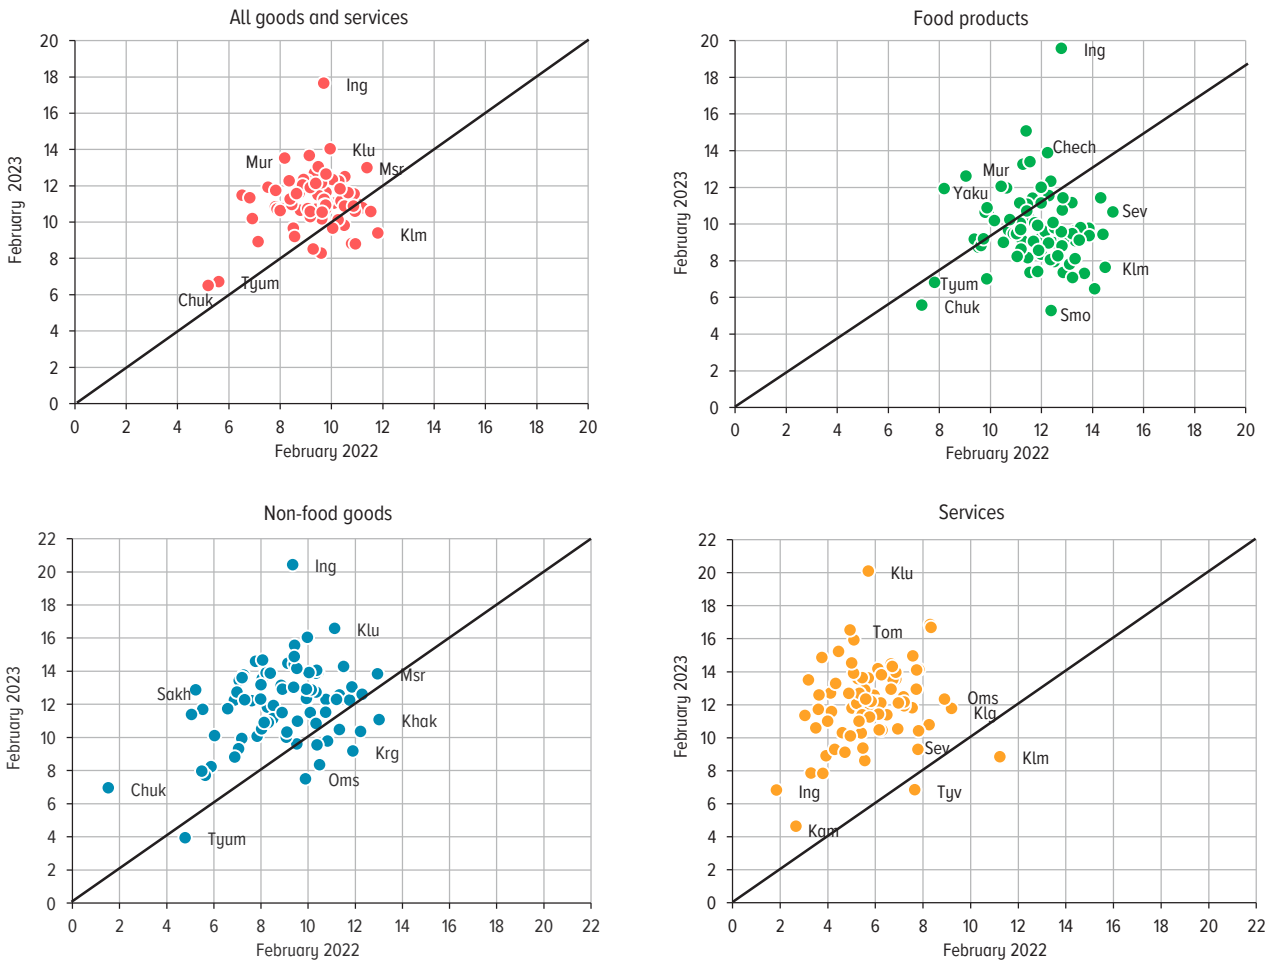 All goods and services
20
18
16
14
12
10
8
6
4
2
0
February 2023
Ing
Klu
Mur
Msr
Klm
Tyum
Chuk
0 2 4 6 8 10 12 14 16 18 20
February 2022
Food products
20
18
16
14
12
10
8
6
4
2
0
February 2023
Ing
Chech
Mur
Yaku
Sev
Klm
Tyum
Chuk
Smo
0 2 4 6 8 10 12 14 16 18 20
February 2022
Non-food goods
22
20
18
16
14
12
10
8
6
4
2
0
February 2023
Ing
Klu
Msr
Sakh
Khak
Krg
Oms
Chuk
Tyum
0 2 4 6 8 10 12 14 16 18 20 22
February 2022
Services
22
20
18
16
14
12
10
8
6
4
2
0
February 2023
Klu
Tom
Oms
Klg
Sev
Klm
Ing
Tyv
Kam
0 2 4 6 8 10 12 14 16 18 20 22
February 2022